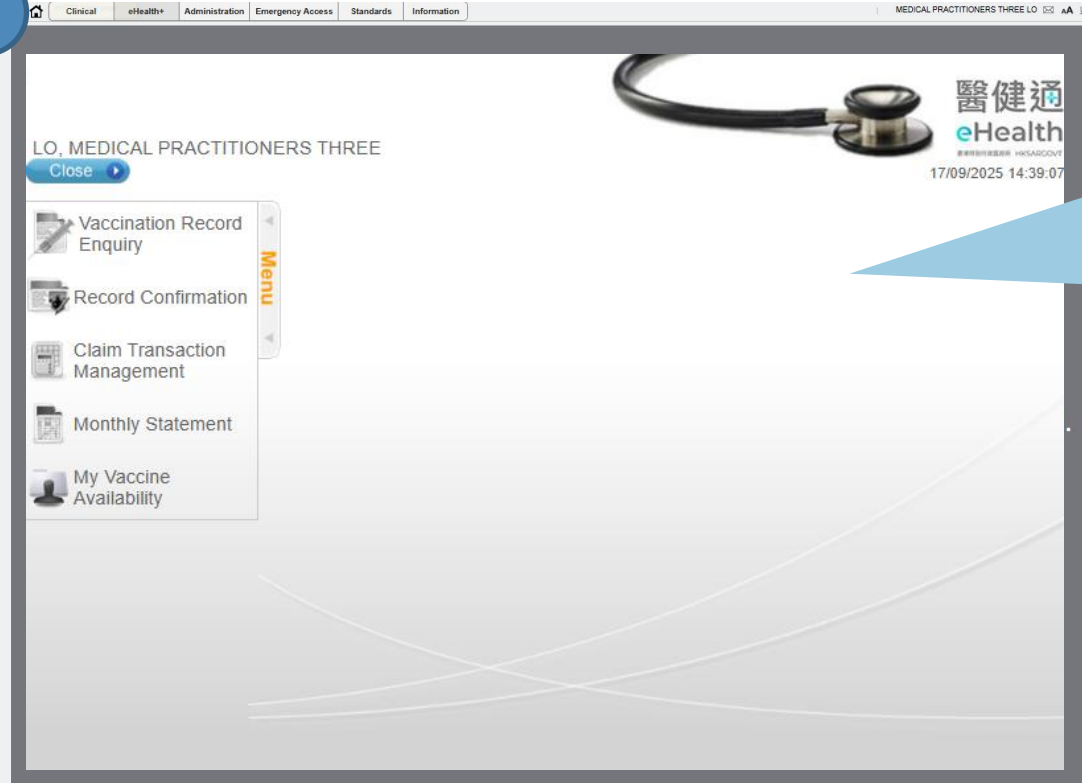 Clinical eHealth+ Administration Emergency Access Standards Information
MEDICAL PRACTITIONERS THREE LO AA
醫健通
eHealth
HKSARGOVT
17/09/2025 14:39:07
LO, MEDICAL PRACTITIONERS THREE
Close
Vaccination Record
Enquiry
Record Confirmation
Claim Transaction
Management
Monthly Statement
My Vaccine
Availability
Menu
.